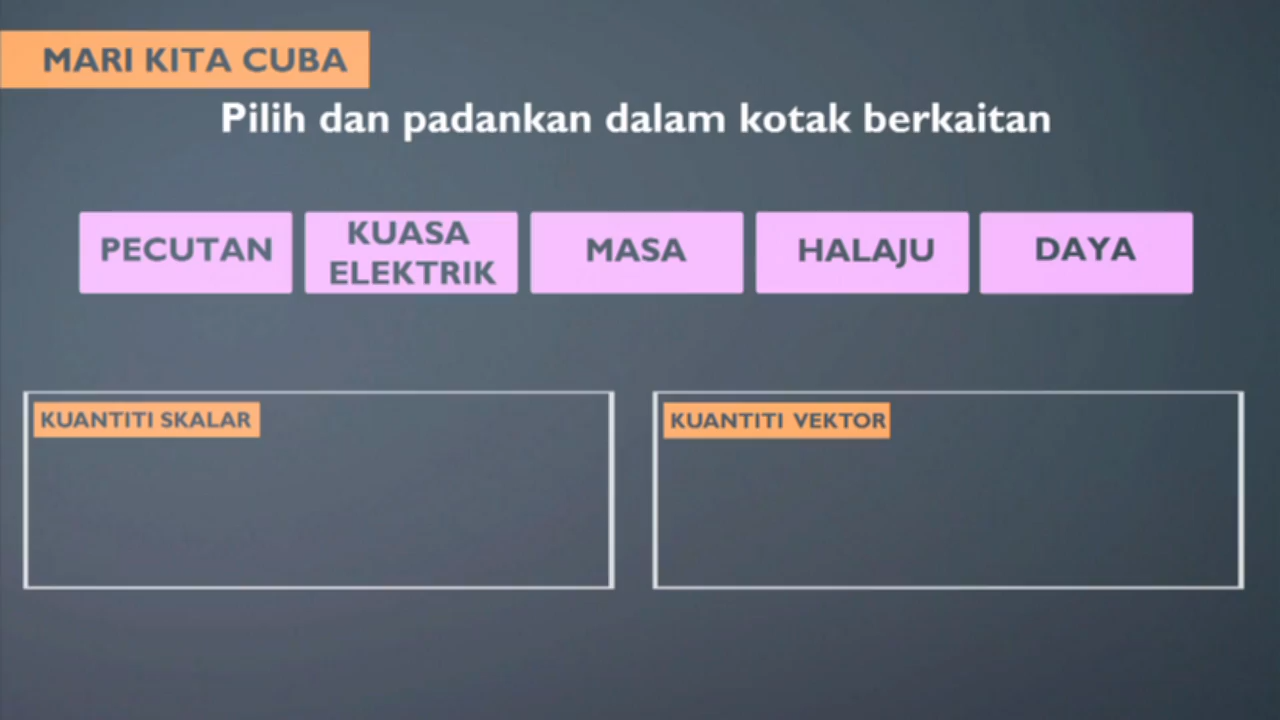 MARI KITA CUBA
Pilih dan padankan dalam kotak berkaitan
PECUTAN
KUASA
ELEKTRIK
MASA
HALAJU
DAYA
KUANTITI SKALAR
KUANTITI VEKTOR